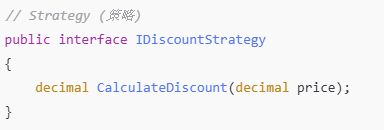 // Strategy (策略)
public interface IDiscountStrategy
{
    decimal CalculateDiscount(decimal price);
}